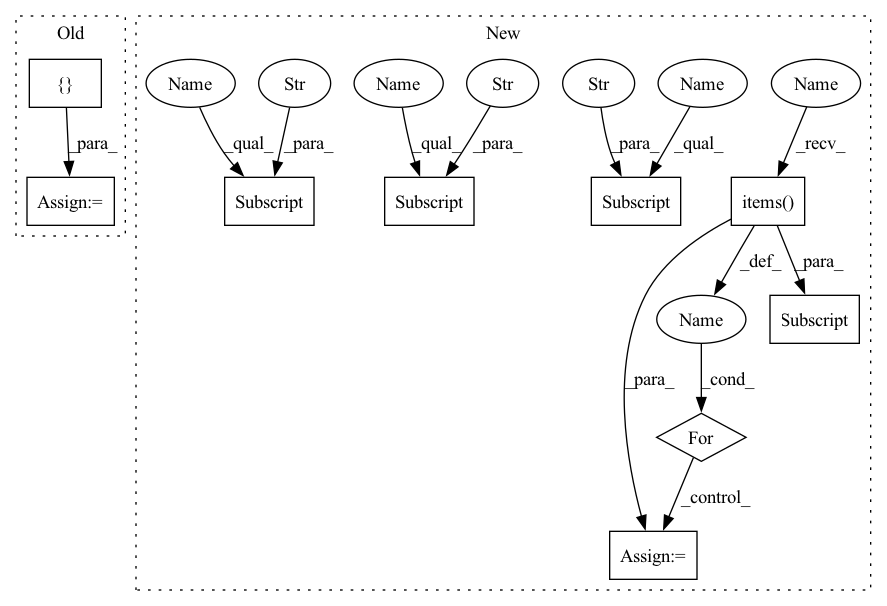 Old
New
{}
Name
Str
Name
Str
Str
Name
Name
_para_
_qual_
_para_
_qual_
_para_
_para_
_qual_
_recv_
Assign:=
Subscript
Subscript
Subscript
items()
_def_
_para_
Name
Subscript
_para_
_cond_
For
_control_
Assign:=